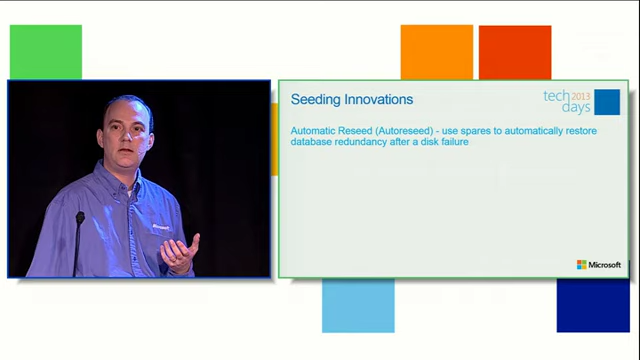 Seeding Innovations
tech 2013
days
Automatic Reseed (Autoreseed) - use spares to automatically restore
database redundancy after a disk failure
Microsoft
Microsoft